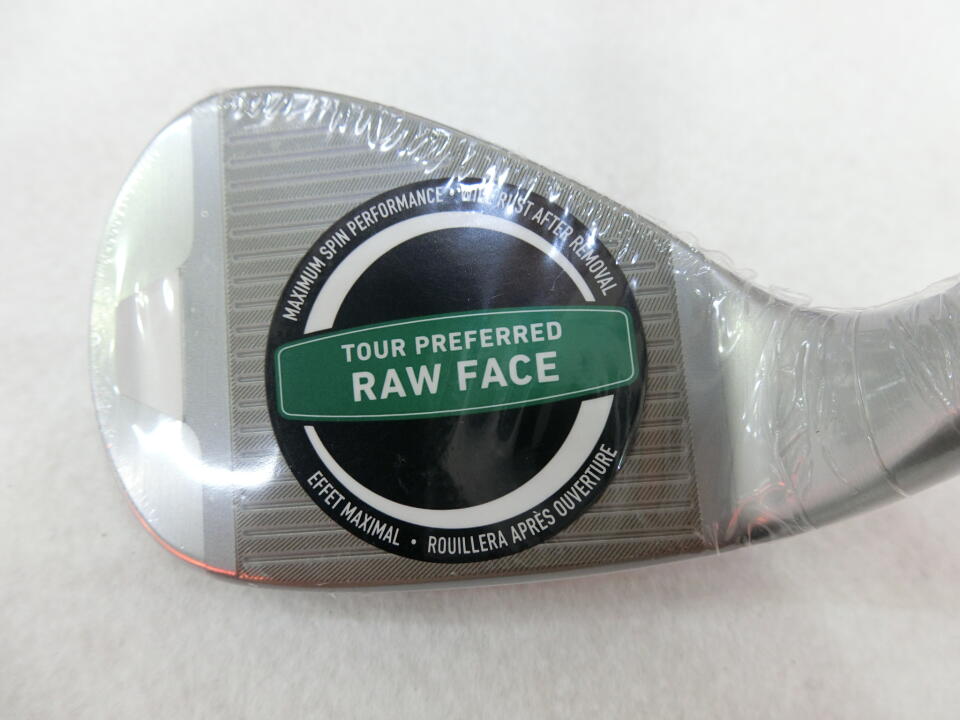 MAXIMUM SPIN PERFORMANCE • WILL RUST AFTER REMOVAL
TOUR PREFERRED
RAW FACE
EFFET MAXIMAL • ROUILLERA APRÈS OUVERTURE